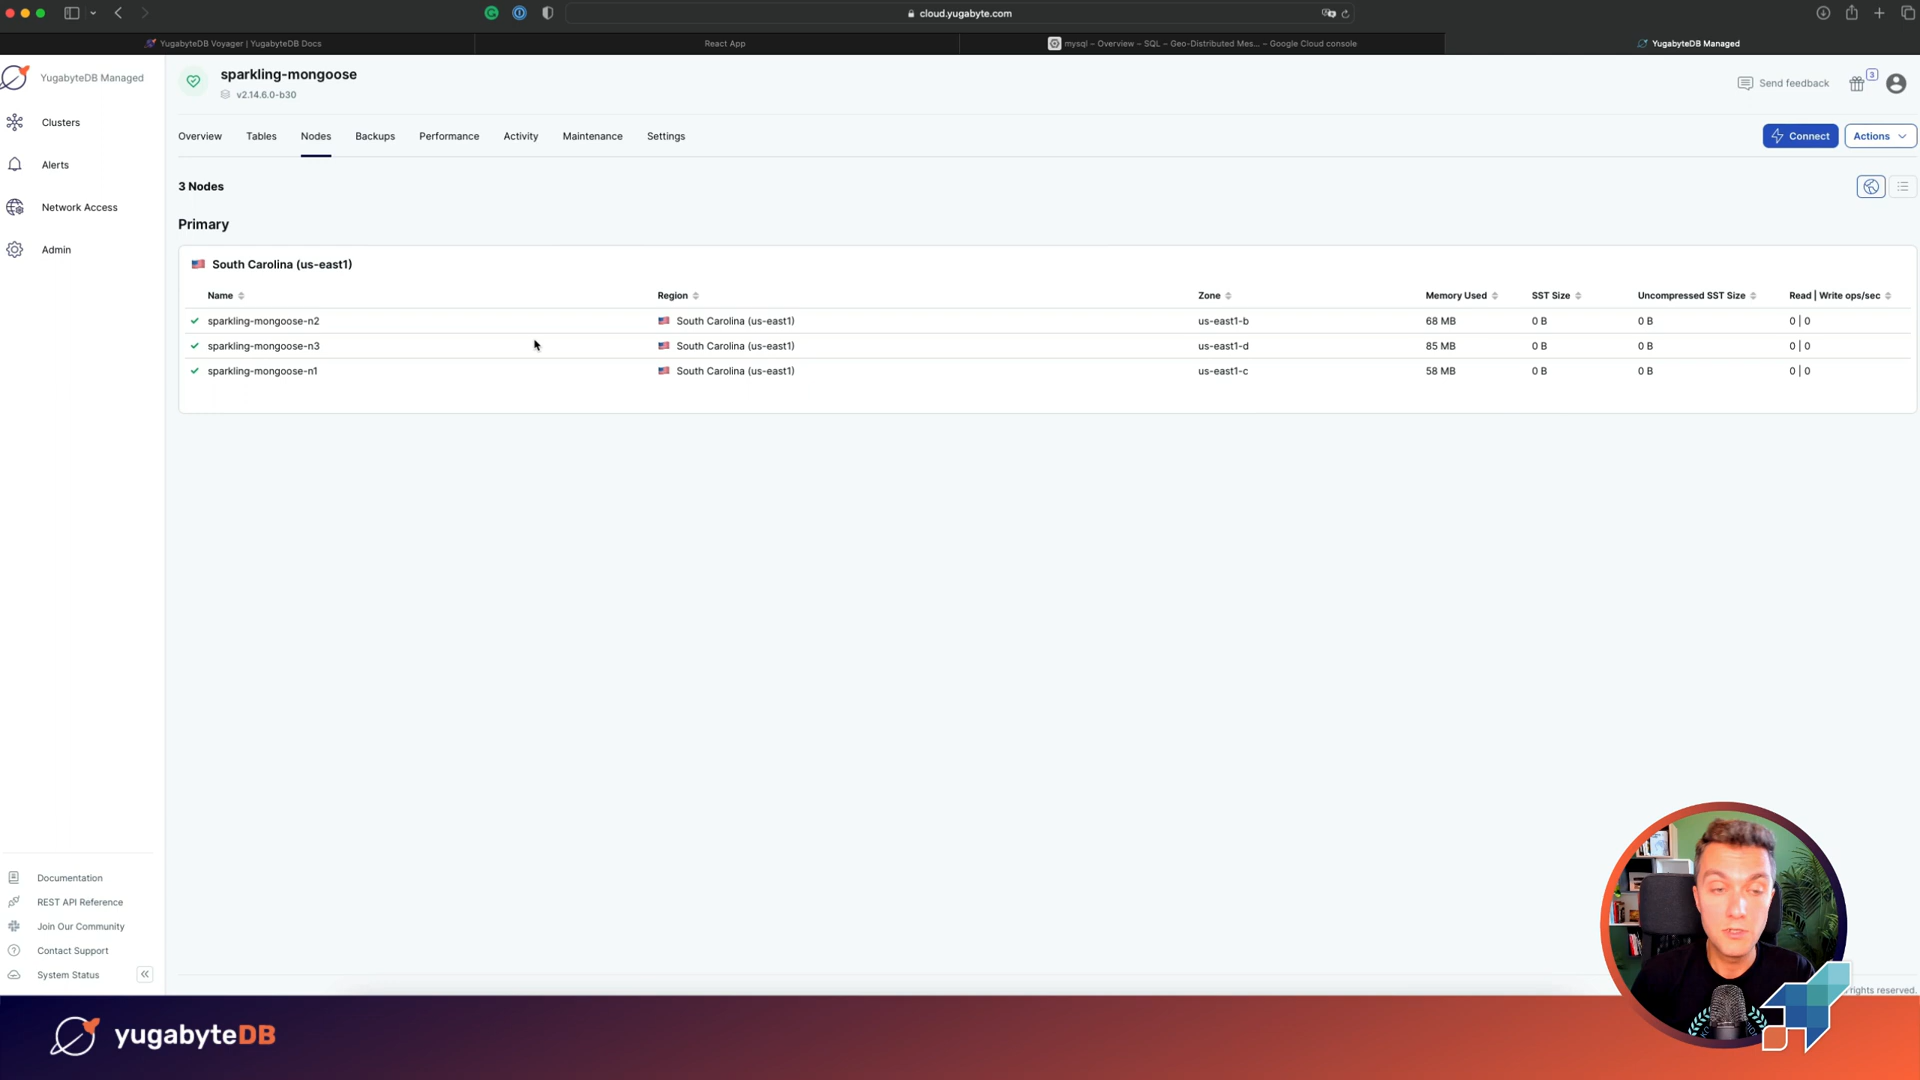 cloud.yugabyte.com
YugabyteDB Voyager | YugabyteDB Docs
React App
mysql – Overview – SQL – Geo-Distributed Mes... – Google Cloud console
YugabyteDB Managed
YugabyteDB Managed
sparkling-mongoose
v2.14.6.0-b30
Send feedback
3
Clusters
Alerts
Network Access
Admin
Overview
Tables
Nodes
Backups
Performance
Activity
Maintenance
Settings
Connect
Actions
3 Nodes
Primary
South Carolina (us-east1)
Name
Region
Zone
Memory Used
SST Size
Uncompressed SST Size
Read | Write ops/sec
sparkling-mongoose-n2
South Carolina (us-east1)
us-east1-b
68 MB
0 B
0 B
0 | 0
sparkling-mongoose-n3
South Carolina (us-east1)
us-east1-d
85 MB
0 B
0 B
0 | 0
sparkling-mongoose-n1
South Carolina (us-east1)
us-east1-c
58 MB
0 B
0 B
0 | 0
Documentation
REST API Reference
Join Our Community
Contact Support
System Status
rights reserved.
yugabyteDB